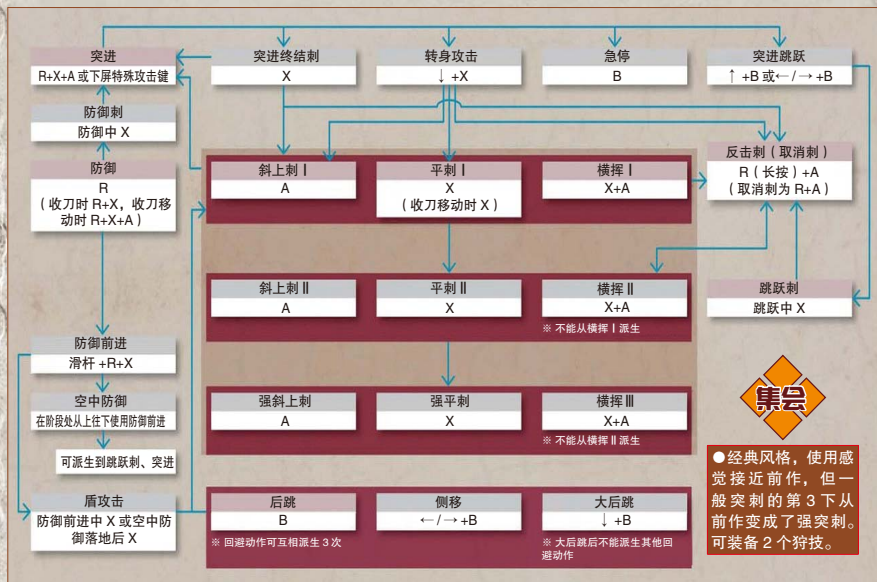 突进
R+X+A 或下屏特殊攻击键
突进终结刺
X
转身攻击
↓ +X
急停
B
突进跳跃
↑ +B 或←/→ +B
防御刺
防御中 X
防御
R
（收刀时 R+X，收刀移
动时 R+X+A）
斜上刺 Ⅰ
A
平刺 Ⅰ
X
（收刀移动时 X）
横挥 Ⅰ
X+A
反击刺（取消刺）
R（长按）+A
（取消刺为 R+A）
斜上刺 Ⅱ
A
平刺 Ⅱ
X
横挥 Ⅱ
X+A
※ 不能从横挥 Ⅰ 派生
跳跃刺
跳跃中 X
防御前进
滑杆 +R+X
空中防御
在阶段处从上往下使用防御前进
可派生到跳跃刺、突进
强斜上刺
A
强平刺
X
横挥 Ⅲ
X+A
※ 不能从横挥 Ⅱ 派生
盾攻击
防御前进中 X 或空中防
御落地后 X
后跳
B
※ 回避动作可互相派生 3 次
侧移
←/→ +B
大后跳
↓ +B
※ 大后跳后不能派生其他回
避动作
集会
●经典风格，使用感
觉接近前作，但一
般突刺的第 3 下从
前作变成了强突刺。
可装备 2 个狩技。